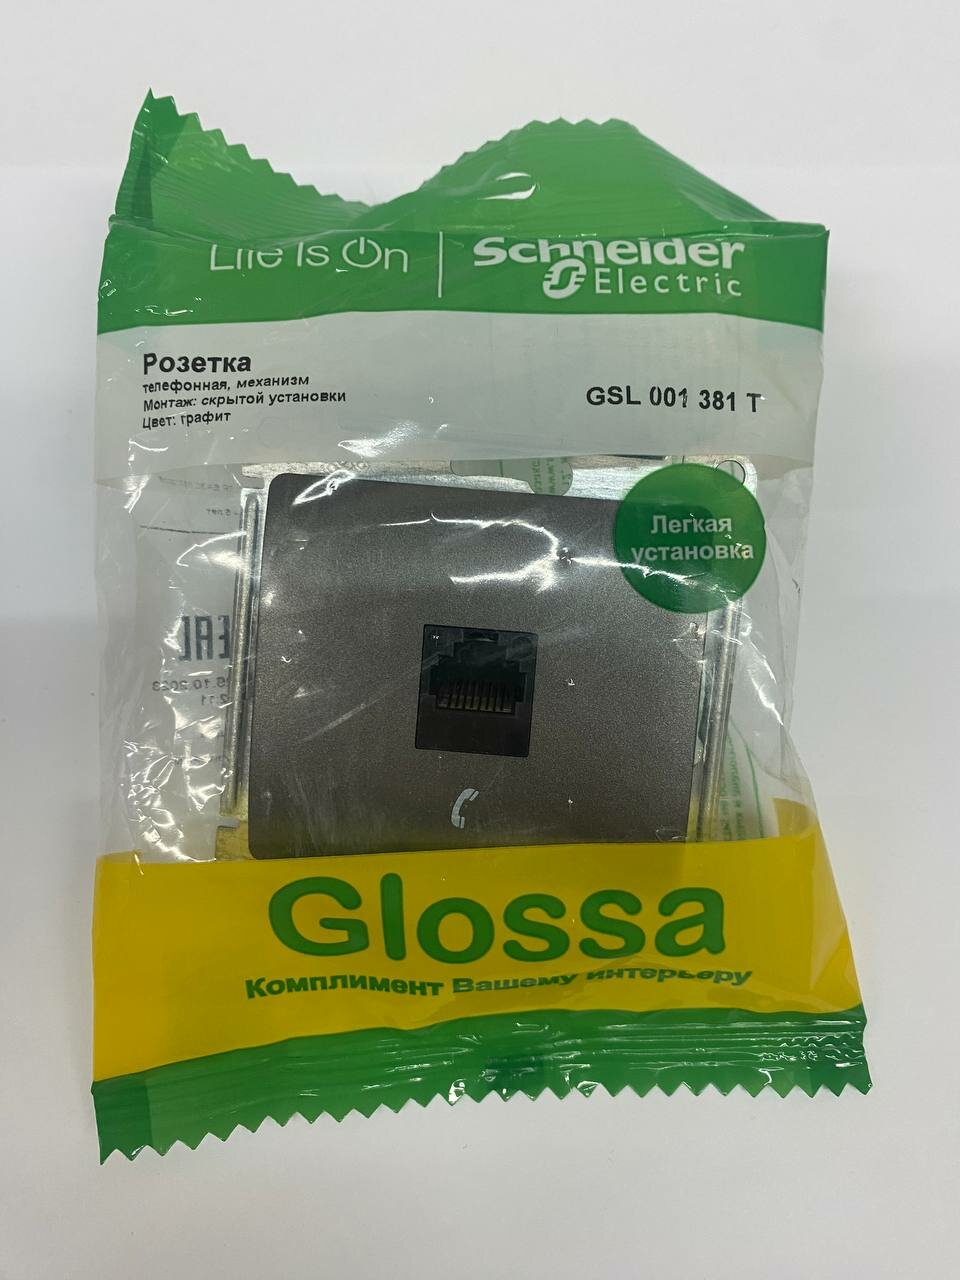 Life Is On
Schneider
Electric
Розетка
телефонная, механизм
Монтаж: скрытой установки
Цвет: графит
GSL 001 381 T
Легкая
установка
EAC
Glossa
Комплимент Вашему интерьеру